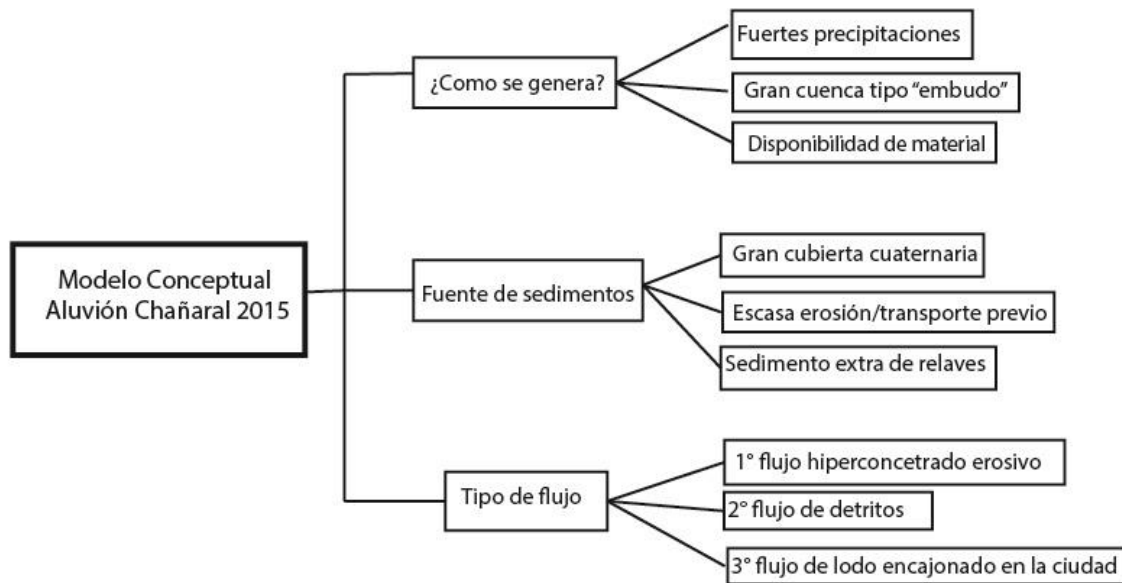 Modelo Conceptual
Aluvión Chañaral 2015
¿Como se genera?
Fuertes precipitaciones
Gran cuenca tipo “embudo”
Disponibilidad de material
Fuente de sedimentos
Gran cubierta cuaternaria
Escasa erosión/transporte previo
Sedimento extra de relaves
Tipo de flujo
1° flujo hiperconcetrado erosivo
2° flujo de detritos
3° flujo de lodo encajonado en la ciudad